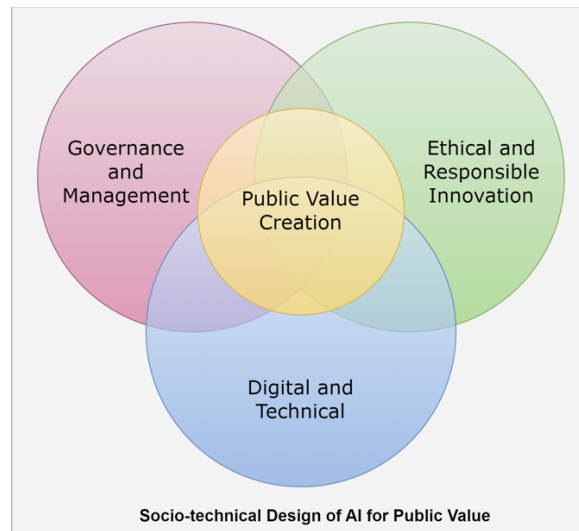 Governance
and
Management
Ethical and
Responsible
Innovation
Public Value
Creation
Digital and
Technical
Socio-technical Design of AI for Public Value